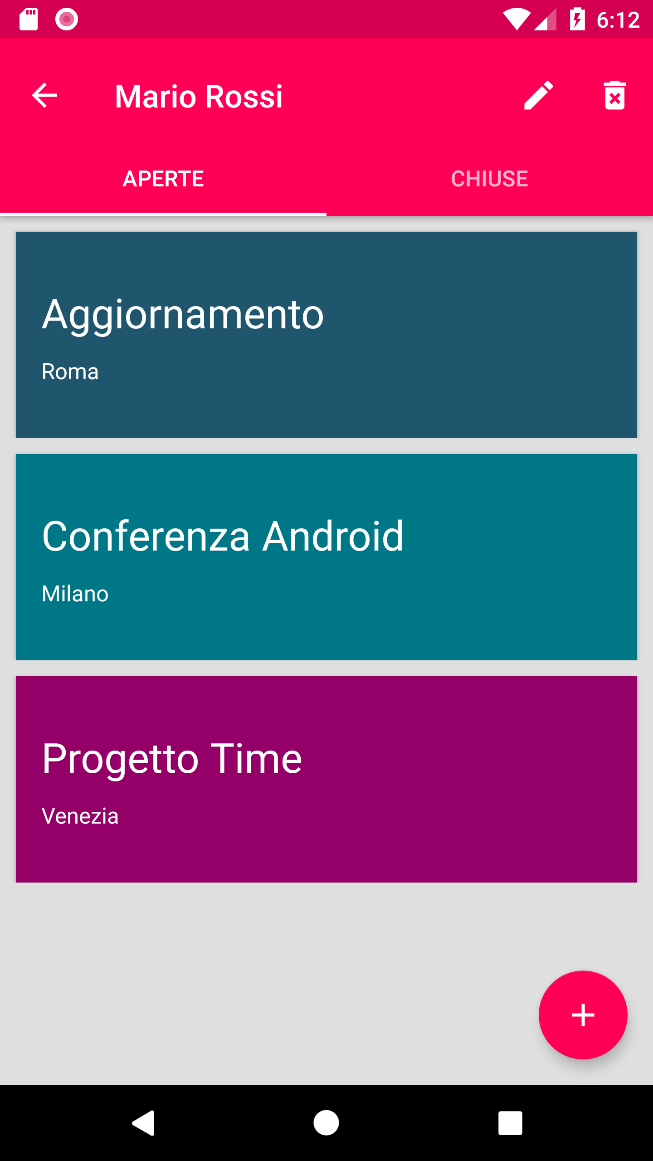 6:12
Mario Rossi
APERTE
CHIUSE
Aggiornamento
Roma
Conferenza Android
Milano
Progetto Time
Venezia